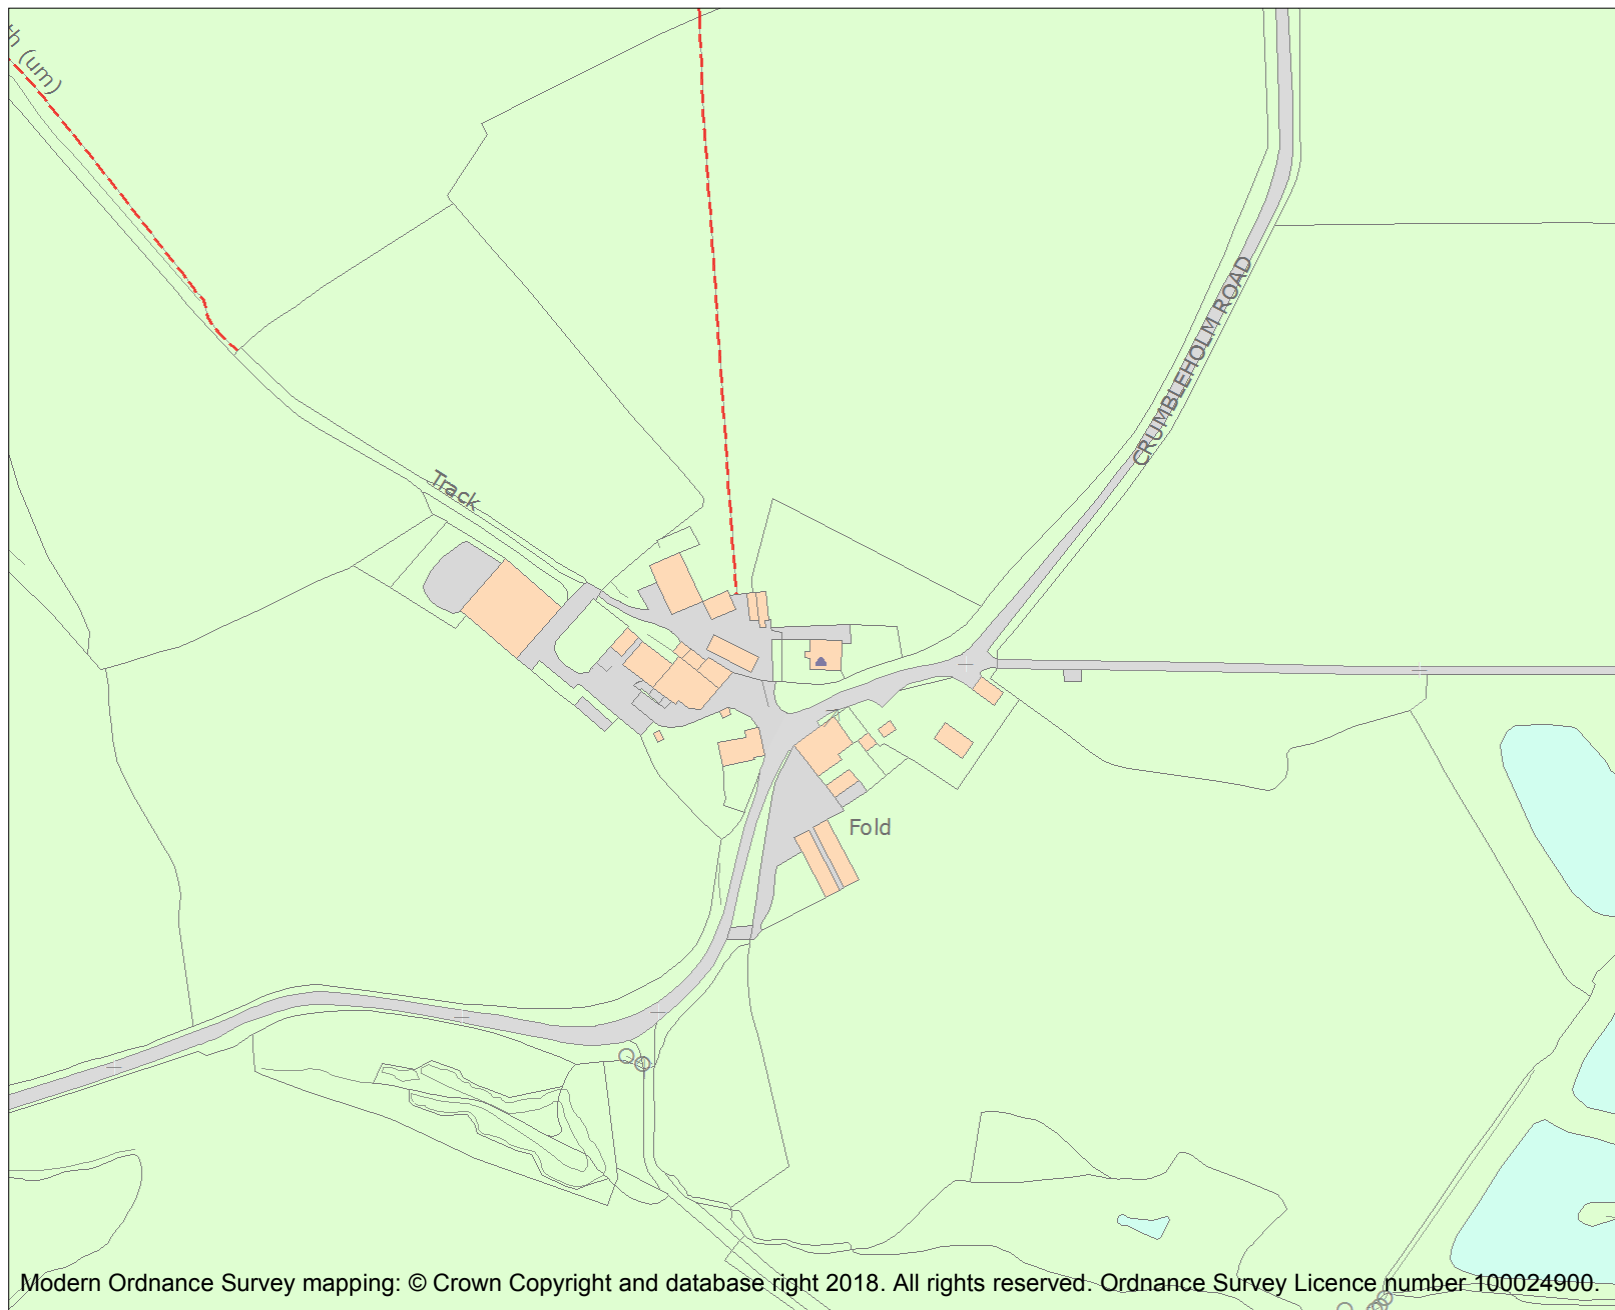 th (um)
CRUMBLEHOLM ROAD
Track
Fold
Modern Ordnance Survey mapping: © Crown Copyright and database right 2018. All rights reserved. Ordnance Survey Licence number 100024900.